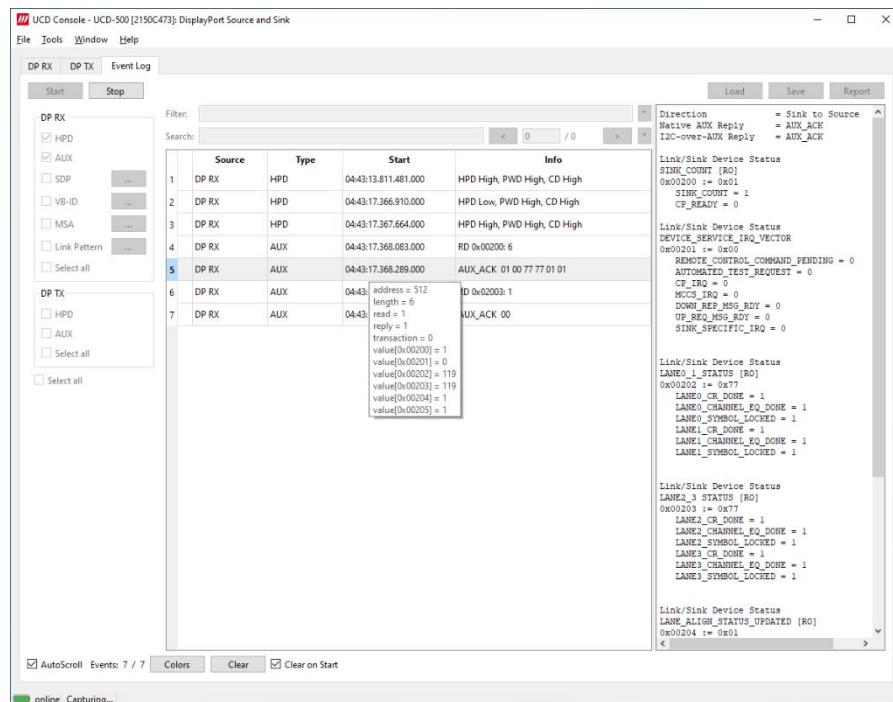 UCD Console - UCD-500 [2150C473]: DisplayPort Source and Sink
File Tools Window Help
DP RX DP TX Event Log
Start Stop Load Save Report
DP RX
HPD
AUX
SDP ...
VB-ID ...
MSA ...
Link Pattern ...
Select all
DP TX
HPD
AUX
Select all
Select all
Filter:
Search: < 0 / 0 >
Source Type Start Info
1 DP RX HPD 04:43:13.811.481.000 HPD High, PWD High, CD High
2 DP RX HPD 04:43:17.366.910.000 HPD Low, PWD High, CD High
3 DP RX HPD 04:43:17.367.664.000 HPD High, PWD High, CD High
4 DP RX AUX 04:43:17.368.083.000 RD 0x00200: 6
5 DP RX AUX 04:43:17.368.289.000 AUX_ACK 01 00 77 77 01 01
6 DP RX AUX 04:43: RD 0x02003: 1
7 DP RX AUX 04:43: AUX_ACK 00
address = 512
length = 6
read = 1
reply = 1
transaction = 0
value[0x00200] = 1
value[0x00201] = 0
value[0x00202] = 119
value[0x00203] = 119
value[0x00204] = 1
value[0x00205] = 1
Direction = Sink to Source
Native AUX Reply = AUX_ACK
I2C-over-AUX Reply = AUX_ACK
Link/Sink Device Status
SINK_COUNT [RO]
0x00200 := 0x01
SINK_COUNT = 1
CP_READY = 0
Link/Sink Device Status
DEVICE_SERVICE_IRQ_VECTOR
0x00201 := 0x00
REMOTE_CONTROL_COMMAND_PENDING = 0
AUTOMATED_TEST_REQUEST = 0
CP_IRQ = 0
MCCS_IRQ = 0
DOWN_REP_MSG_RDY = 0
UP_REQ_MSG_RDY = 0
SINK_SPECIFIC_IRQ = 0
Link/Sink Device Status
LANE0_1_STATUS [RO]
0x00202 := 0x77
LANE0_CR_DONE = 1
LANE0_CHANNEL_EQ_DONE = 1
LANE0_SYMBOL_LOCKED = 1
LANE1_CR_DONE = 1
LANE1_CHANNEL_EQ_DONE = 1
LANE1_SYMBOL_LOCKED = 1
Link/Sink Device Status
LANE2_3 STATUS [RO]
0x00203 := 0x77
LANE2_CR_DONE = 1
LANE2_CHANNEL_EQ_DONE = 1
LANE2_SYMBOL_LOCKED = 1
LANE3_CR_DONE = 1
LANE3_CHANNEL_EQ_DONE = 1
LANE3_SYMBOL_LOCKED = 1
Link/Sink Device Status
LANE_ALIGN_STATUS_UPDATED [RO]
0x00204 := 0x01
AutoScroll Events: 7 / 7 Colors Clear Clear on Start
online Capturing...